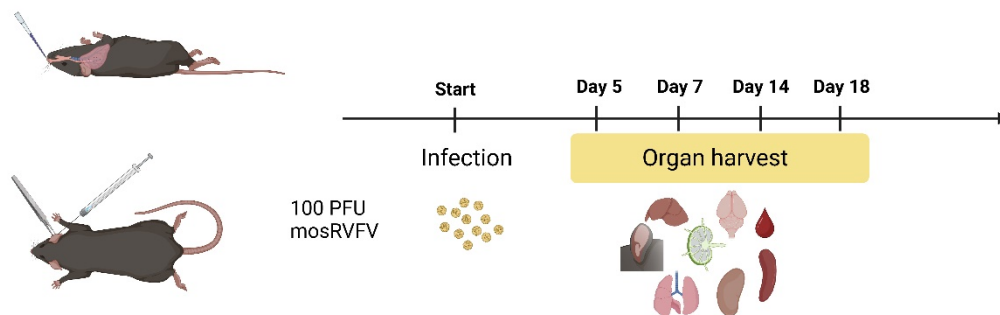 Start
Day 5
Day 7
Day 14
Day 18
Infection
Organ harvest
100 PFU
mosRVFV